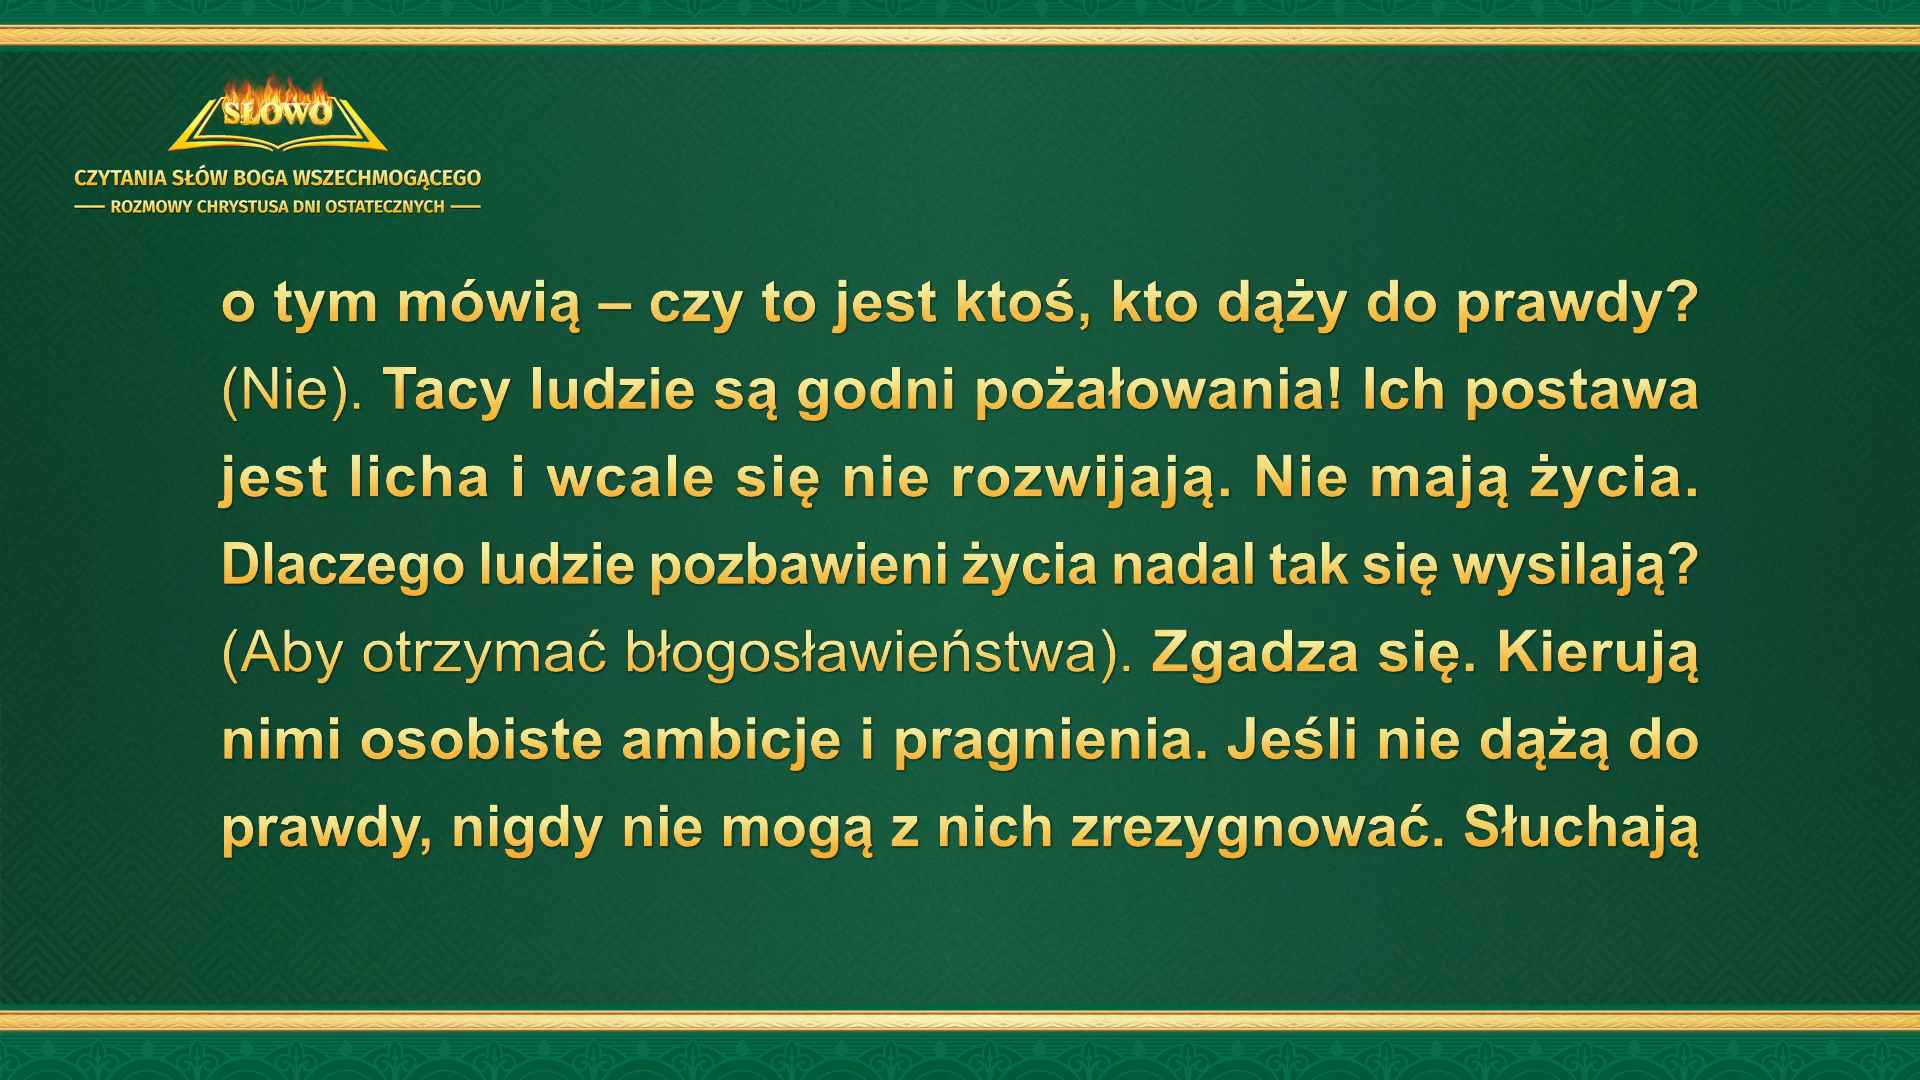 SŁOWO
CZYTANIA SŁÓW BOGA WSZECHMOGĄCEGO
ROZMOWY CHRYSTUSA DNI OSTATECZNYCH
o tym mówią – czy to jest ktoś, kto dąży do prawdy?
(Nie). Tacy ludzie są godni pożałowania! Ich postawa
jest licha i wcale się nie rozwijają. Nie mają życia.
Dlaczego ludzie pozbawieni życia nadal tak się wysilają?
(Aby otrzymać błogosławieństwa). Zgadza się. Kierują
nimi osobiste ambicje i pragnienia. Jeśli nie dążą do
prawdy, nigdy nie mogą z nich zrezygnować. Słuchają